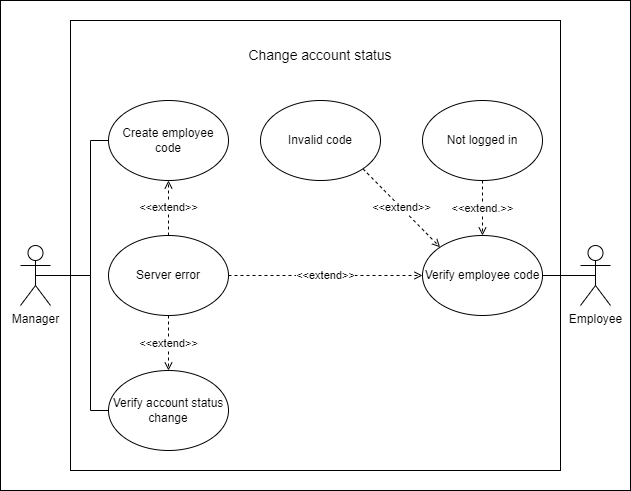 Change account status
Create employee
code
Invalid code
Not logged in
<<extend>>
<<extend>>
<<extend.>>
Server error
<<extend>>
Verify employee code
Manager
Employee
<<extend>>
Verify account status
change